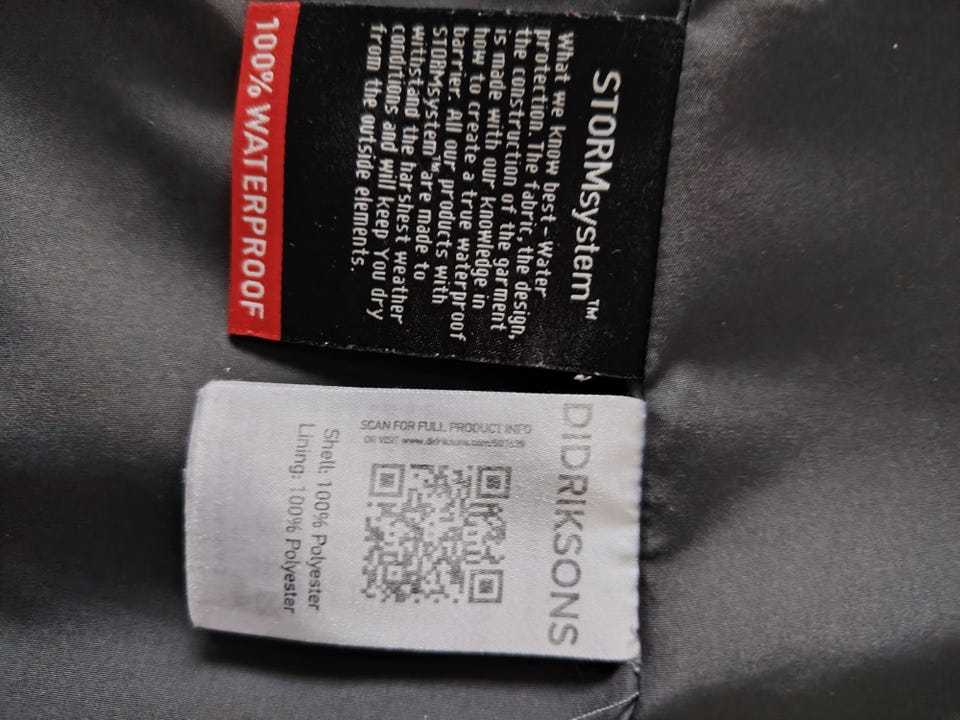 STORMsystem™
What we know best - Water
protection. The fabric, the design,
the construction of the garment
is made with our knowledge in
how to create a true waterproof
barrier. All our products with
STORMsystem™ are made to
withstand the harshest weather
conditions and will keep You dry
from the outside elements.
100% WATERPROOF
DIDRIKSONS
SCAN FOR FULL PRODUCT INFO
OR VISIT
Shell: 100% Polyester
Lining: 100% Polyester